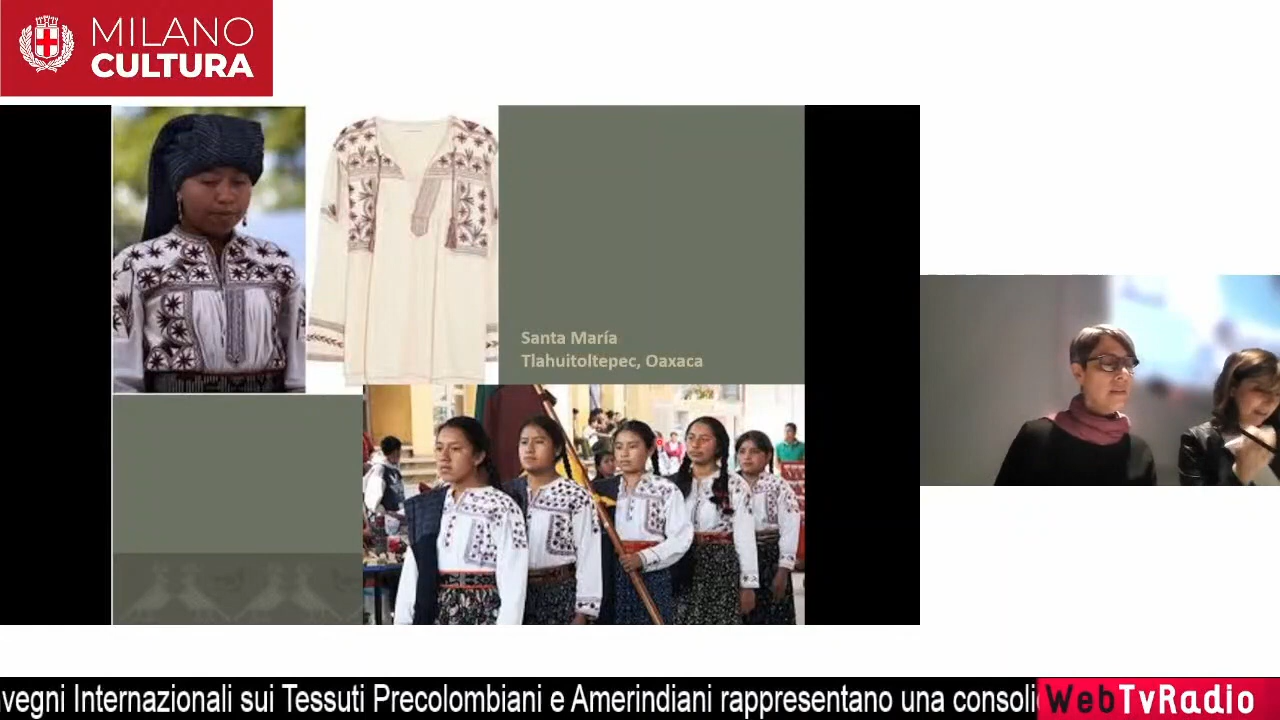 MILANO
CULTURA
Santa María
Tlahuitoltepec, Oaxaca
vegni Internazionali sui Tessuti Precolombiani e Amerindiani rappresentano una consoli
WebTvRadio